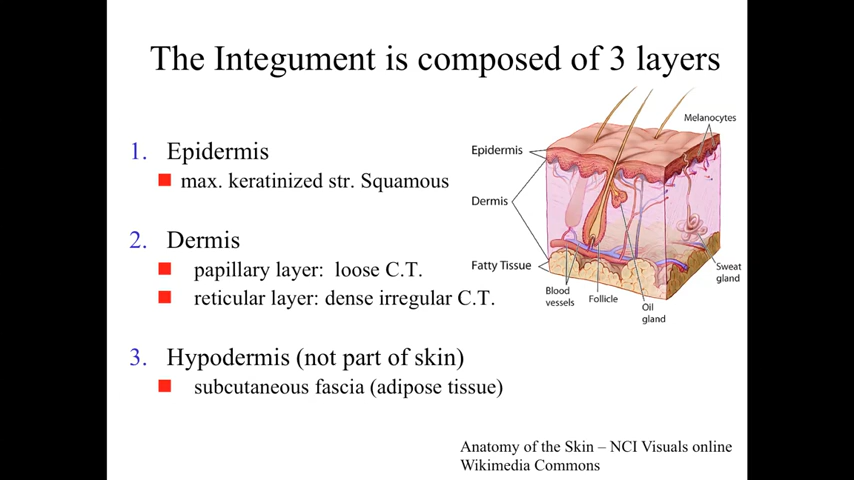 The Integument is composed of 3 layers
1. Epidermis
max. keratinized str. Squamous
2. Dermis
papillary layer: loose C.T.
reticular layer: dense irregular C.T.
3. Hypodermis (not part of skin)
subcutaneous fascia (adipose tissue)
Melanocytes
Epidermis
Dermis
Fatty Tissue
Blood
vessels
Follicle
Oil
gland
Sweat
gland
Anatomy of the Skin – NCI Visuals online
Wikimedia Commons